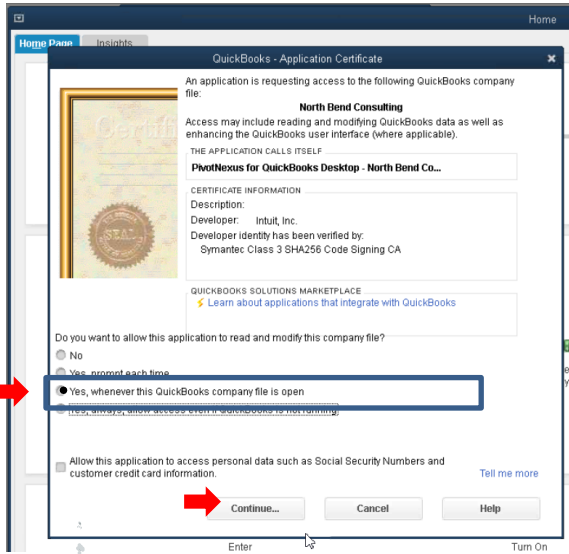 Home
Home Page Insights
QuickBooks - Application Certificate
An application is requesting access to the following QuickBooks company
file:
North Bend Consulting
Access may include reading and modifying QuickBooks data as well as
enhancing the QuickBooks user interface (where applicable).
THE APPLICATION CALLS ITSELF
PivotNexus for QuickBooks Desktop - North Bend Co...
CERTIFICATE INFORMATION
Description:
Developer: Intuit, Inc.
Developer identity has been verified by:
Symantec Class 3 SHA256 Code Signing CA
QUICKBOOKS SOLUTIONS MARKETPLACE
Learn about applications that integrate with QuickBooks
Certifi
SEAL
Do you want to allow this application to read and modify this company file?
No
Yes, prompt each time
Yes, whenever this QuickBooks company file is open
Yes, always, allow access even if QuickBooks is not running
Allow this application to access personal data such as Social Security Numbers and
customer credit card information.
Tell me more
Continue... Cancel Help
Enter Turn On